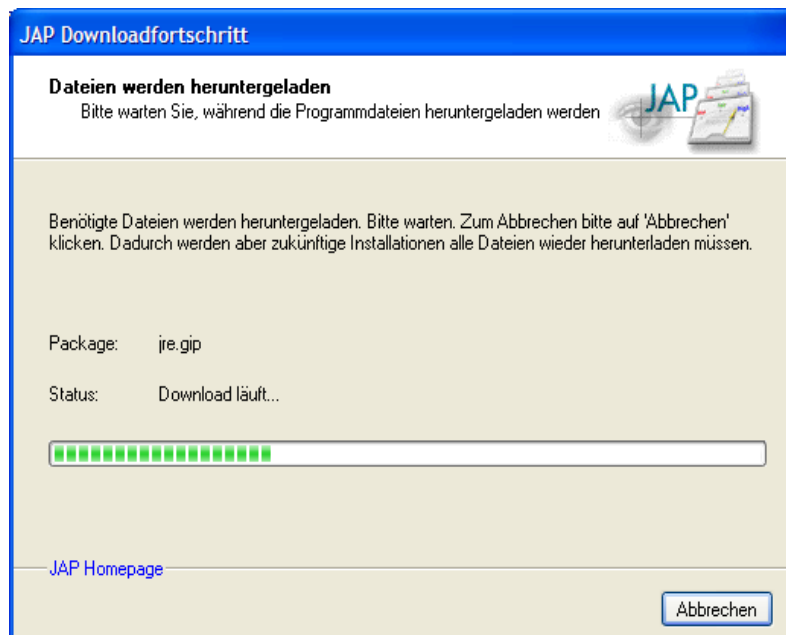 JAP Downloadfortschritt
Dateien werden heruntergeladen
Bitte warten Sie, während die Programmdateien heruntergeladen werden
JAP
Benötigte Dateien werden heruntergeladen. Bitte warten. Zum Abbrechen bitte auf 'Abbrechen'
klicken. Dadurch werden aber zukünftige Installationen alle Dateien wieder herunterladen müssen.
Package: jre.gip
Status: Download läuft...
JAP Homepage
Abbrechen